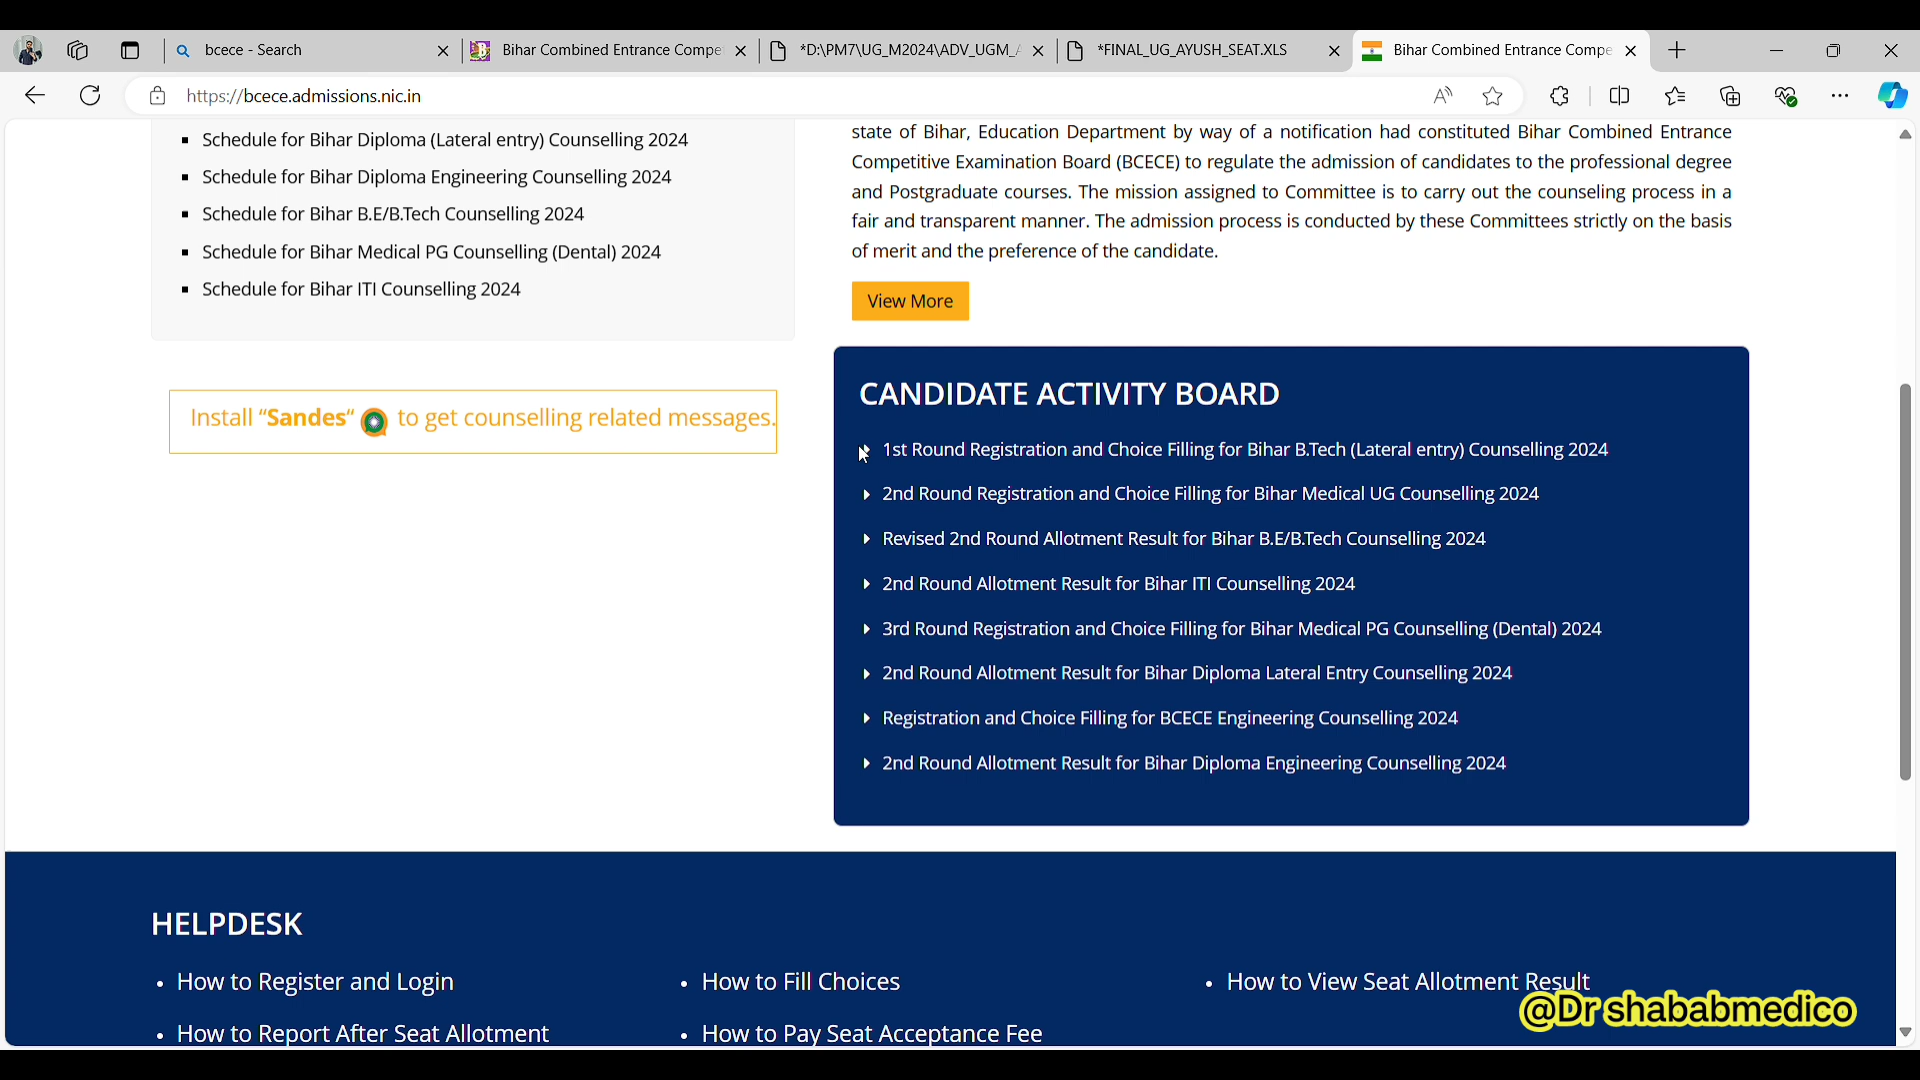 bcece - Search
Bihar Combined Entrance Compe
*D:\PM7\UG_M2024\ADV_UGM_A
*FINAL_UG_AYUSH_SEAT.XLS
Bihar Combined Entrance Compe
https://bcece.admissions.nic.in
Schedule for Bihar Diploma (Lateral entry) Counselling 2024
Schedule for Bihar Diploma Engineering Counselling 2024
Schedule for Bihar B.E/B.Tech Counselling 2024
Schedule for Bihar Medical PG Counselling (Dental) 2024
Schedule for Bihar ITI Counselling 2024
Install “Sandes“ to get counselling related messages.
state of Bihar, Education Department by way of a notification had constituted Bihar Combined Entrance
Competitive Examination Board (BCECE) to regulate the admission of candidates to the professional degree
and Postgraduate courses. The mission assigned to Committee is to carry out the counseling process in a
fair and transparent manner. The admission process is conducted by these Committees strictly on the basis
of merit and the preference of the candidate.
View More
CANDIDATE ACTIVITY BOARD
1st Round Registration and Choice Filling for Bihar B.Tech (Lateral entry) Counselling 2024
2nd Round Registration and Choice Filling for Bihar Medical UG Counselling 2024
Revised 2nd Round Allotment Result for Bihar B.E/B.Tech Counselling 2024
2nd Round Allotment Result for Bihar ITI Counselling 2024
3rd Round Registration and Choice Filling for Bihar Medical PG Counselling (Dental) 2024
2nd Round Allotment Result for Bihar Diploma Lateral Entry Counselling 2024
Registration and Choice Filling for BCECE Engineering Counselling 2024
2nd Round Allotment Result for Bihar Diploma Engineering Counselling 2024
HELPDESK
How to Register and Login
How to Fill Choices
How to View Seat Allotment Result
How to Report After Seat Allotment
How to Pay Seat Acceptance Fee
@Dr shababmedico